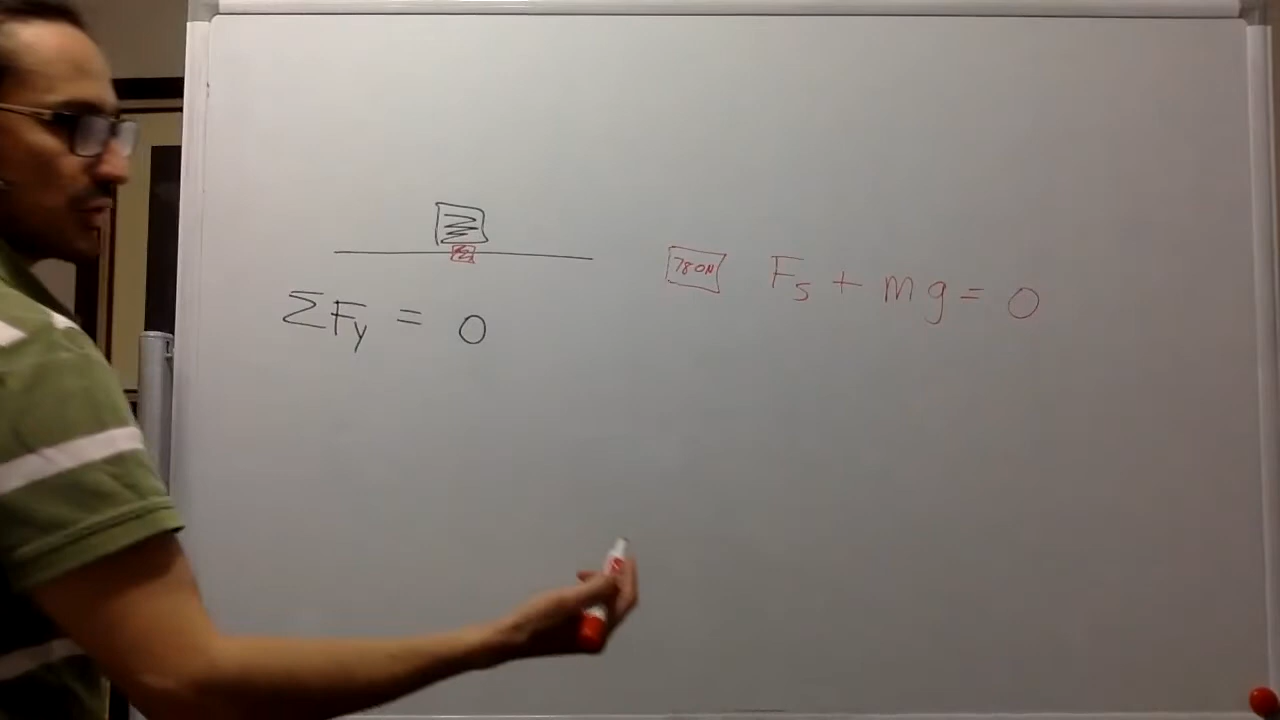 780N
F_s + mg = 0
ΣF_y = 0